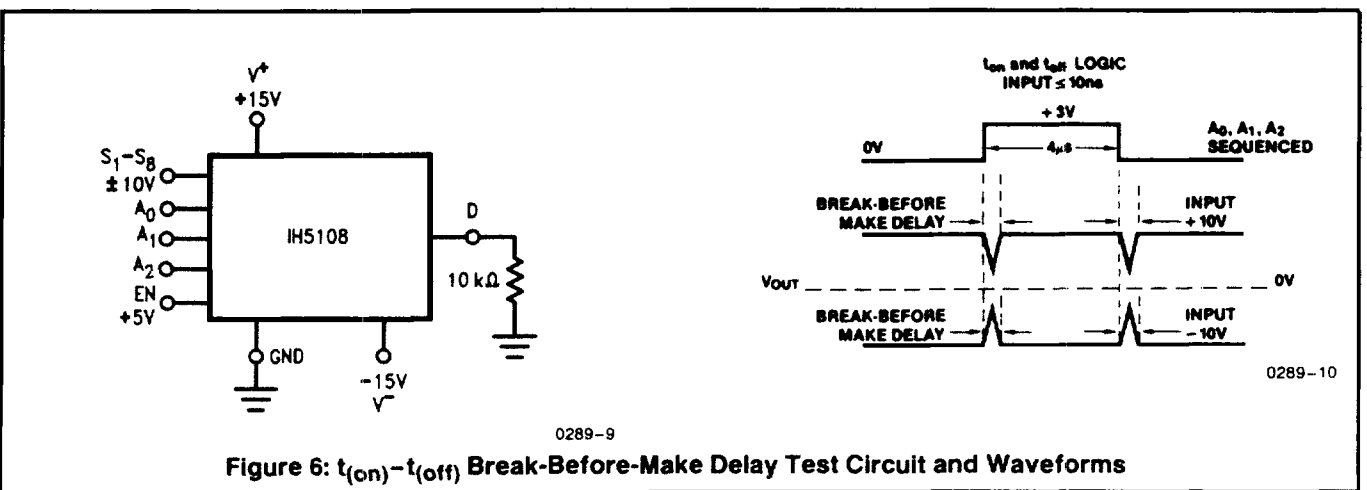 V+
+15V
S1-S8
±10V
A0
A1
A2
EN
+5V
IH5108
D
10 kΩ
GND
-15V
V-
0289-9
ton and toff LOGIC
INPUT ≤ 10ns
+3V
0V
4µs
A0, A1, A2
SEQUENCED
BREAK-BEFORE
MAKE DELAY
INPUT
+10V
VOUT
0V
BREAK-BEFORE
MAKE DELAY
INPUT
-10V
0289-10
Figure 6: t(on)-t(off) Break-Before-Make Delay Test Circuit and Waveforms